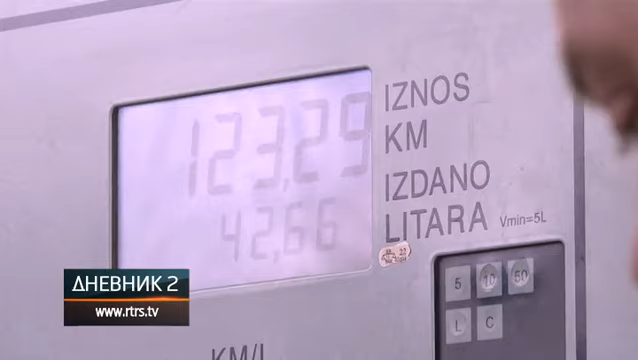 123,29
IZNOS
KM
42,66
IZDANO
LITARA Vmin=5L
5 10 50
L C
KM/L
ДНЕВНИК 2
www.rtrs.tv